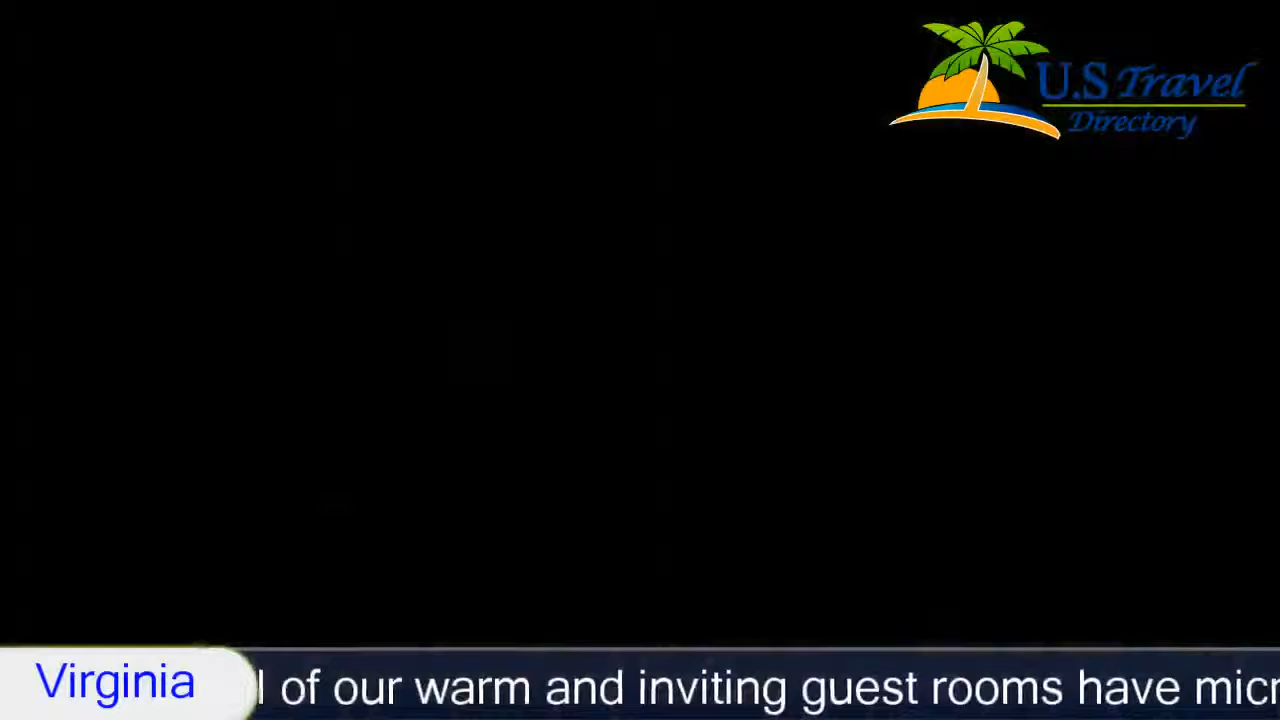 U.S Travel
Directory
Virginia
of our warm and inviting guest rooms have